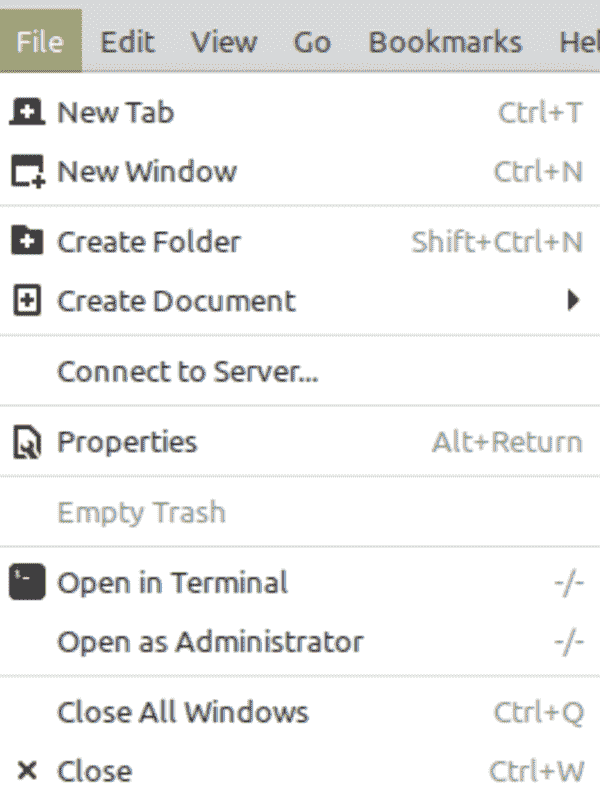 File Edit View Go Bookmarks
New Tab Ctrl+T
New Window Ctrl+N
Create Folder Shift+Ctrl+N
Create Document
Connect to Server...
Properties Alt+Return
Empty Trash
Open in Terminal -/-
Open as Administrator -/-
Close All Windows Ctrl+Q
Close Ctrl+W